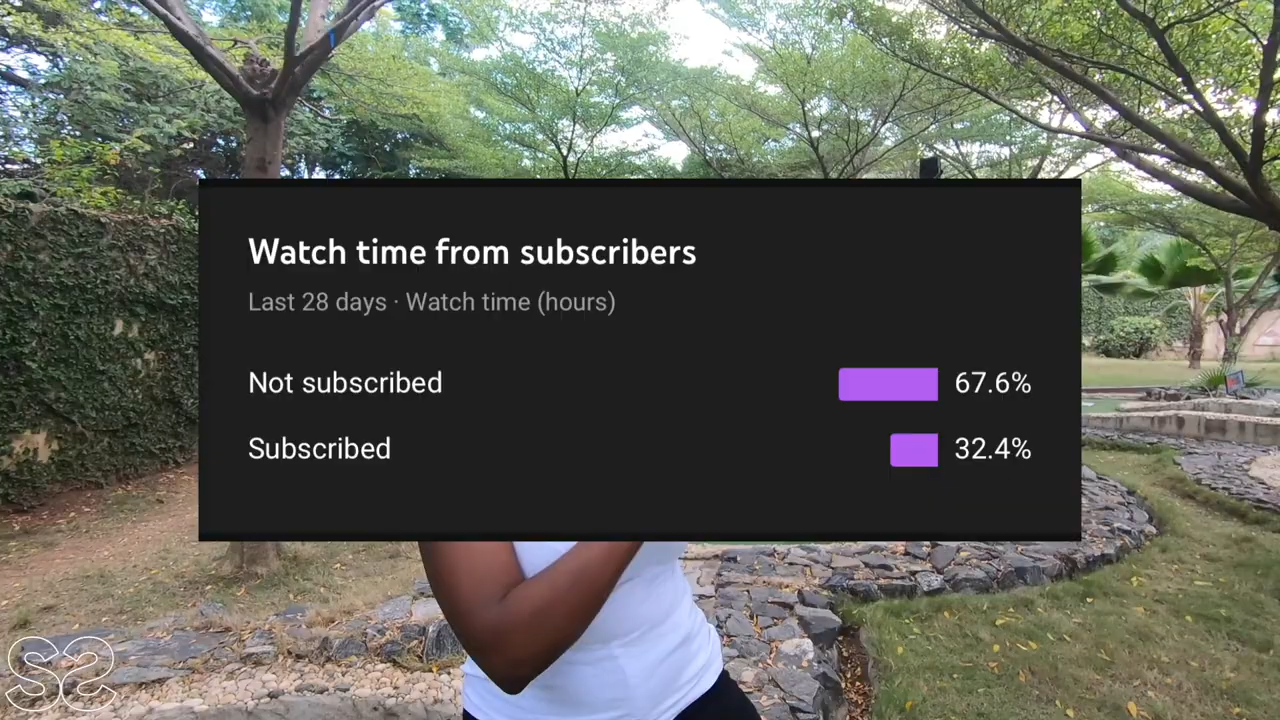 Watch time from subscribers
Last 28 days · Watch time (hours)
Not subscribed 67.6%
Subscribed 32.4%